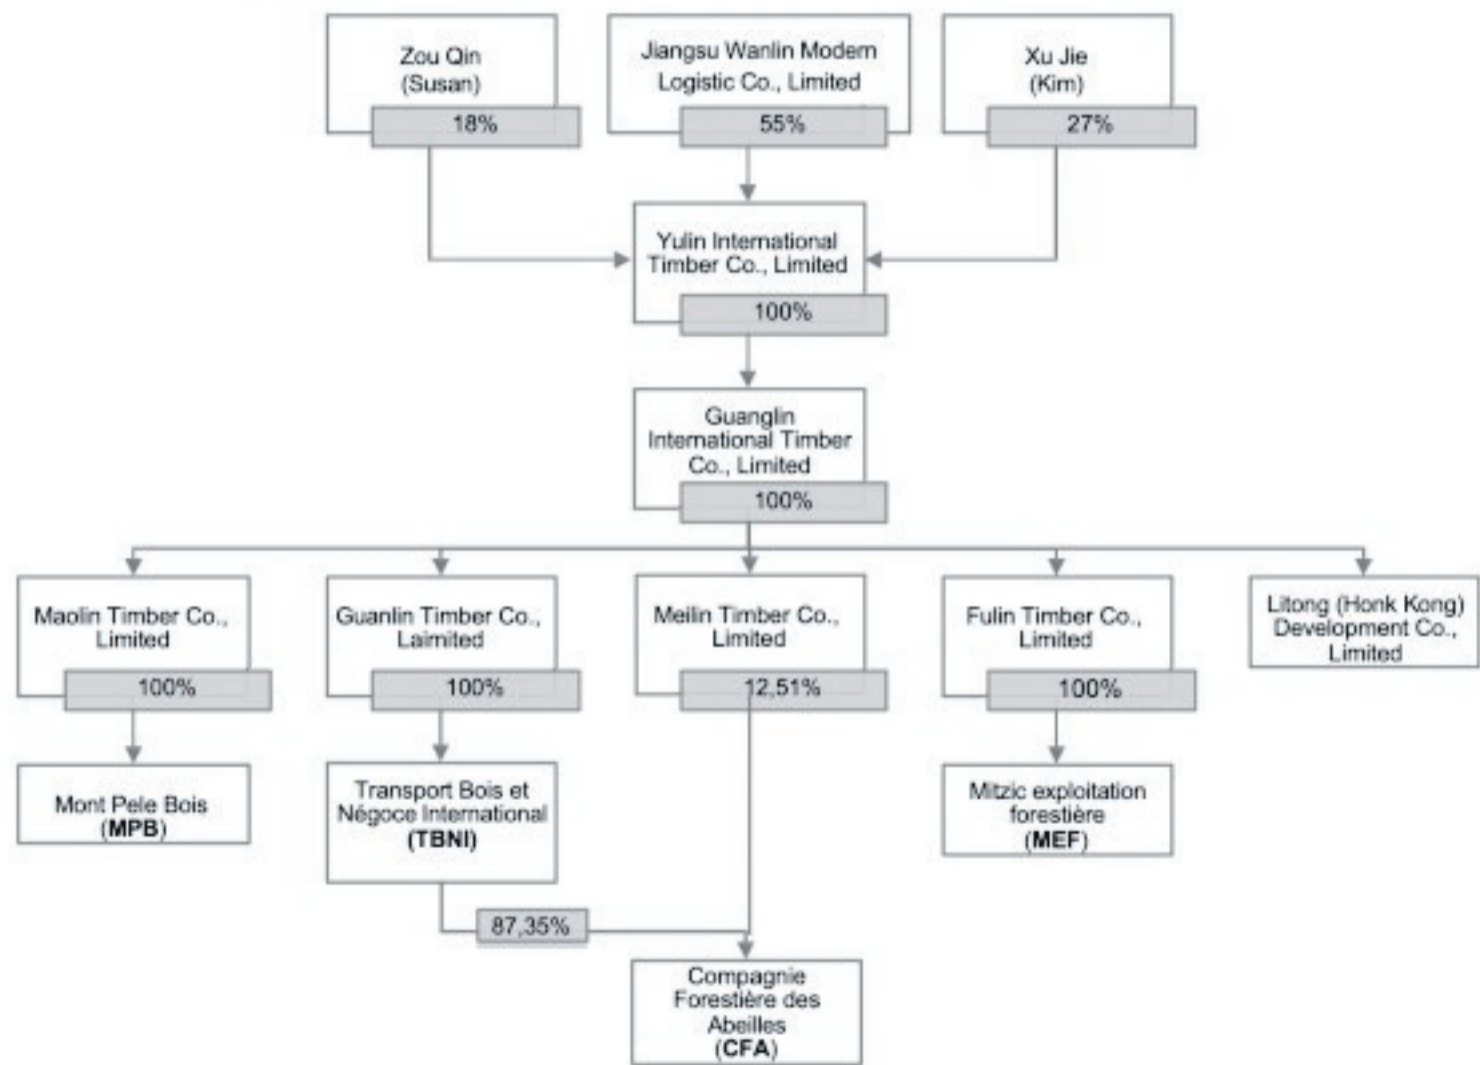 Zou Qin
(Susan)
18%
Jiangsu Wanlin Modern
Logistic Co., Limited
55%
Xu Jie
(Kim)
27%
Yulin International
Timber Co., Limited
100%
Guanglin
International Timber
Co., Limited
100%
Maolin Timber Co.,
Limited
100%
Guanlin Timber Co.,
Laimited
100%
Meilin Timber Co.,
Limited
12,51%
Fulin Timber Co.,
Limited
100%
Litong (Honk Kong)
Development Co.,
Limited
Mont Pele Bois
(MPB)
Transport Bois et
Négoce International
(TBNI)
Mitzic exploitation
forestière
(MEF)
87,35%
Compagnie
Forestière des
Abeilles
(CFA)